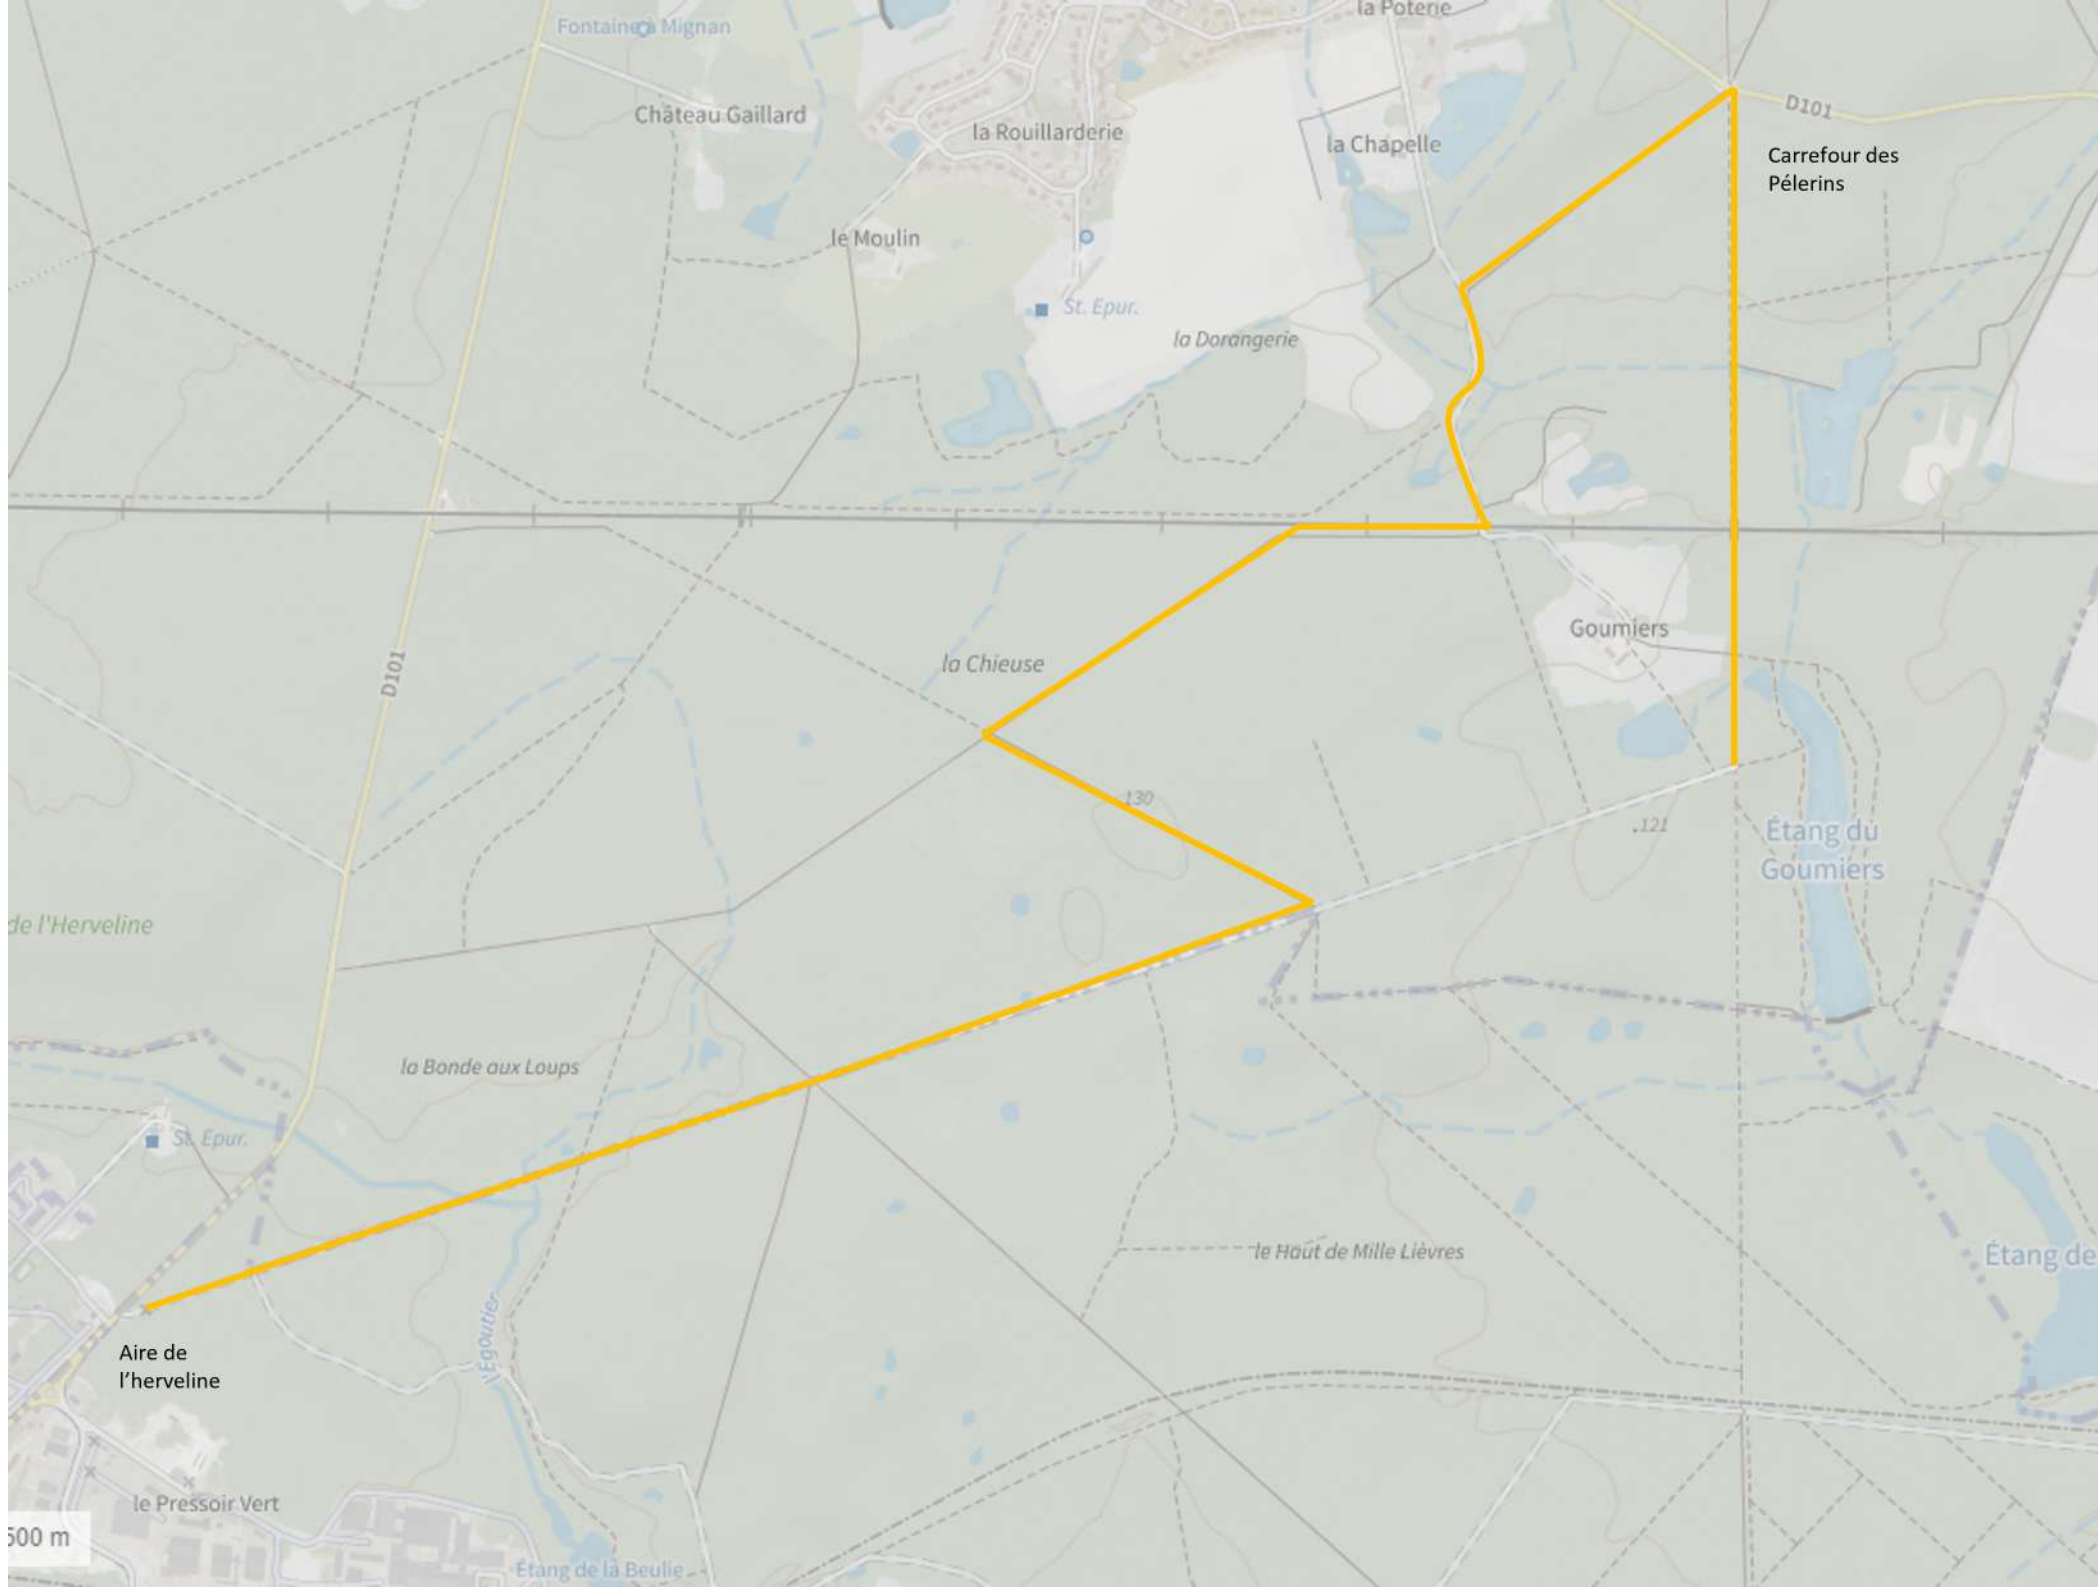 la Poterie
Fontaine à Mignan
D101
Château Gaillard
la Rouillarderie
la Chapelle
Carrefour des
Pélerins
le Moulin
St. Epur.
la Dorangerie
Goumiers
la Chieuse
D101
130
.121
Étang du
Goumiers
de l'Herveline
la Bonde aux Loups
St. Epur.
le Haut de Mille Lièvres
Étang de
l'Égoutier
Aire de
l’herveline
le Pressoir Vert
500 m
Étang de la Beulie